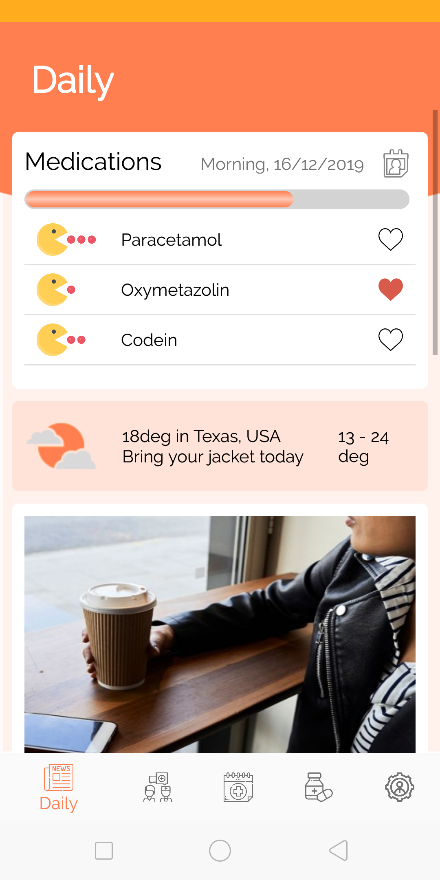 Daily
Medications
Morning, 16/12/2019
Paracetamol
Oxymetazolin
Codein
18deg in Texas, USA
Bring your jacket today
13 - 24
deg
NEWS
Daily